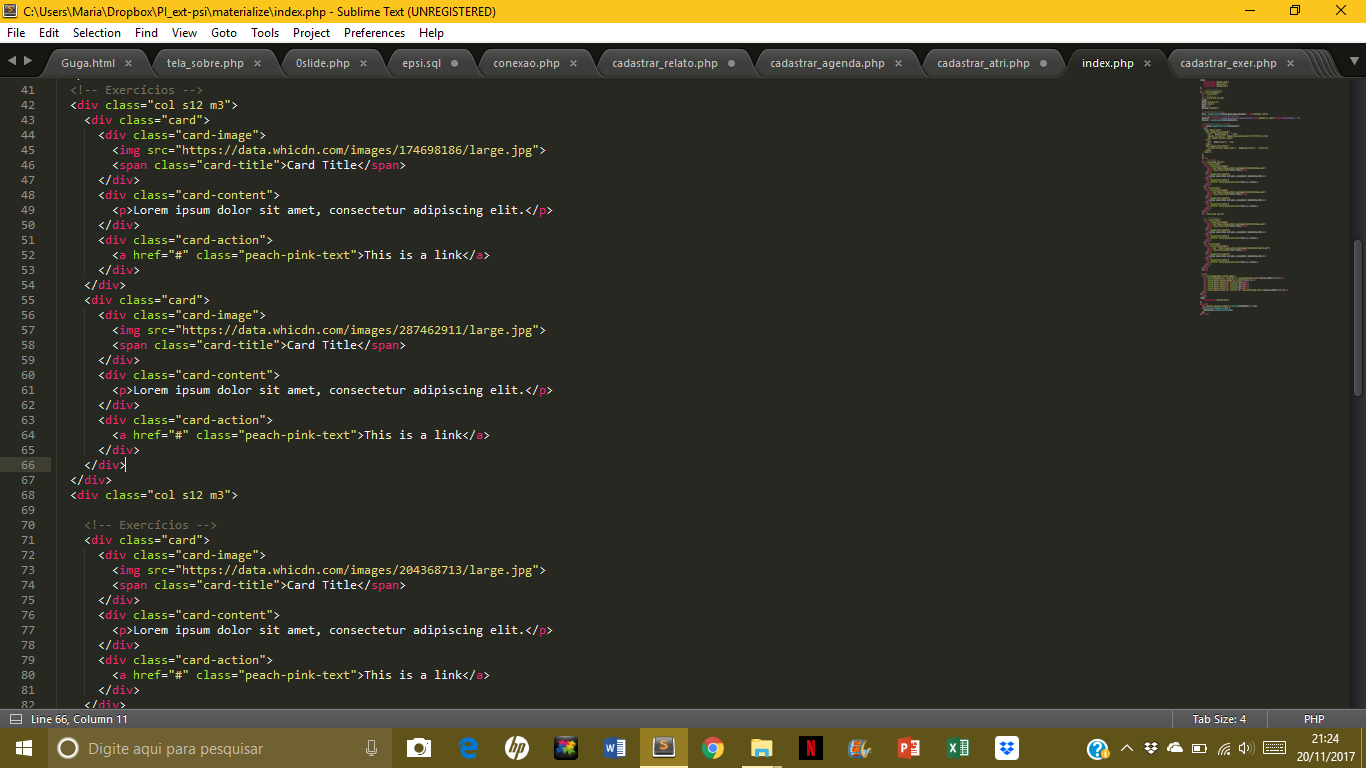 C:\Users\Maria\Dropbox\PI_ext-psi\materialize\index.php - Sublime Text (UNREGISTERED)
File Edit Selection Find View Goto Tools Project Preferences Help
Guga.html × tela_sobre.php × 0slide.php × epsi.sql conexao.php × cadastrar_relato.php cadastrar_agenda.php × cadastrar_atri.php index.php × cadastrar_exer.php ×
41 <!-- Exercícios -->
42 <div class="col s12 m3">
43 <div class="card">
44 <div class="card-image">
45 <img src="https://data.whicdn.com/images/174698186/large.jpg">
46 <span class="card-title">Card Title</span>
47 </div>
48 <div class="card-content">
49 <p>Lorem ipsum dolor sit amet, consectetur adipiscing elit.</p>
50 </div>
51 <div class="card-action">
52 <a href="#" class="peach-pink-text">This is a link</a>
53 </div>
54 </div>
55 <div class="card">
56 <div class="card-image">
57 <img src="https://data.whicdn.com/images/287462911/large.jpg">
58 <span class="card-title">Card Title</span>
59 </div>
60 <div class="card-content">
61 <p>Lorem ipsum dolor sit amet, consectetur adipiscing elit.</p>
62 </div>
63 <div class="card-action">
64 <a href="#" class="peach-pink-text">This is a link</a>
65 </div>
66 </div>
67 </div>
68 <div class="col s12 m3">
69
70 <!-- Exercícios -->
71 <div class="card">
72 <div class="card-image">
73 <img src="https://data.whicdn.com/images/204368713/large.jpg">
74 <span class="card-title">Card Title</span>
75 </div>
76 <div class="card-content">
77 <p>Lorem ipsum dolor sit amet, consectetur adipiscing elit.</p>
78 </div>
79 <div class="card-action">
80 <a href="#" class="peach-pink-text">This is a link</a>
81 </div>
82 </div>
Line 66, Column 11 Tab Size: 4 PHP
Digite aqui para pesquisar
21:24
20/11/2017